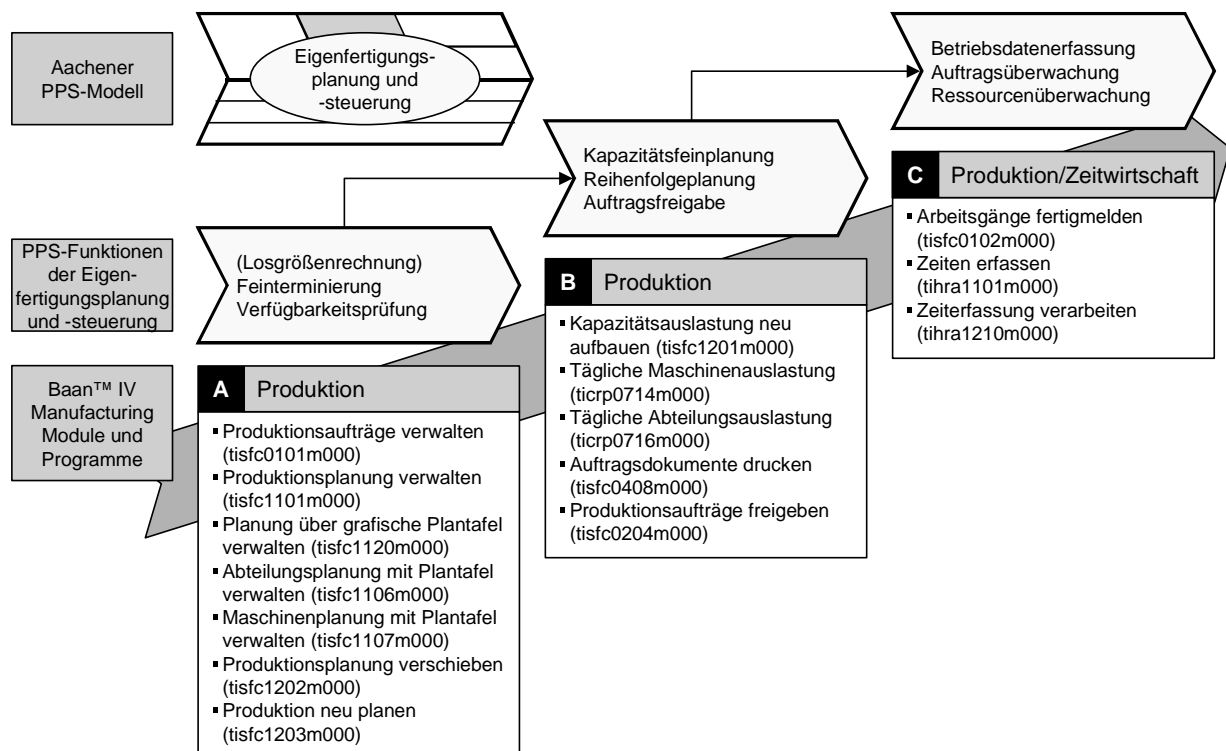 Aachener
PPS-Modell
Eigenfertigungs-
planung und
-steuerung
Betriebsdatenerfassung
Auftragsüberwachung
Ressourcenüberwachung
Kapazitätsfeinplanung
Reihenfolgeplanung
Auftragsfreigabe
PPS-Funktionen
der Eigen-
fertigungsplanung
und -steuerung
(Losgrößenrechnung)
Feinterminierung
Verfügbarkeitsprüfung
Baan™ IV
Manufacturing
Module und
Programme
A Produktion
▪ Produktionsaufträge verwalten
(tisfc0101m000)
▪ Produktionsplanung verwalten
(tisfc1101m000)
▪ Planung über grafische Plantafel
verwalten (tisfc1120m000)
▪ Abteilungsplanung mit Plantafel
verwalten (tisfc1106m000)
▪ Maschinenplanung mit Plantafel
verwalten (tisfc1107m000)
▪ Produktionsplanung verschieben
(tisfc1202m000)
▪ Produktion neu planen
(tisfc1203m000)
B Produktion
▪ Kapazitätsauslastung neu
aufbauen (tisfc1201m000)
▪ Tägliche Maschinenauslastung
(ticrp0714m000)
▪ Tägliche Abteilungsauslastung
(ticrp0716m000)
▪ Auftragsdokumente drucken
(tisfc0408m000)
▪ Produktionsaufträge freigeben
(tisfc0204m000)
C Produktion/Zeitwirtschaft
▪ Arbeitsgänge fertigmelden
(tisfc0102m000)
▪ Zeiten erfassen
(tihra1101m000)
▪ Zeiterfassung verarbeiten
(tihra1210m000)